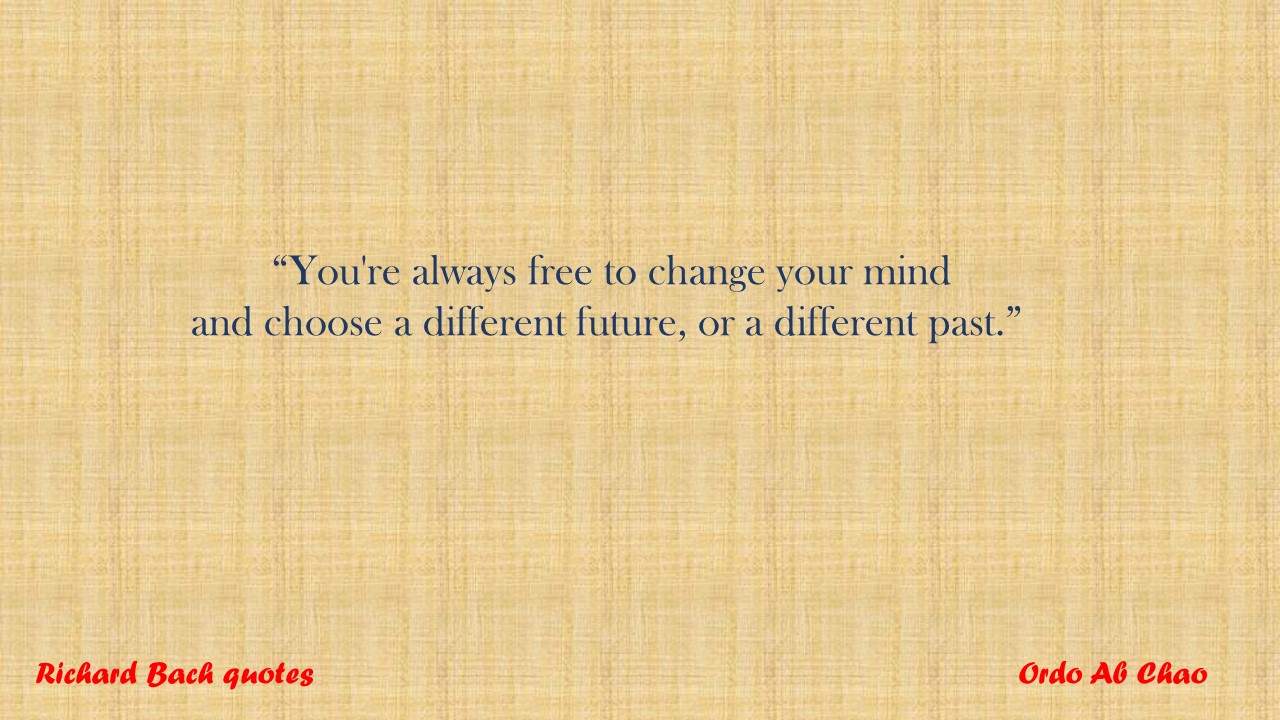 “You're always free to change your mind
and choose a different future, or a different past.”
Richard Bach quotes
Ordo Ab Chao